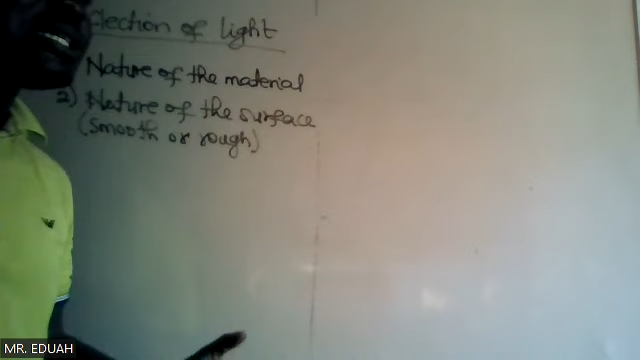 flection of light
Nature of the material
2) Nature of the surface
(smooth or rough)
MR. EDUAH